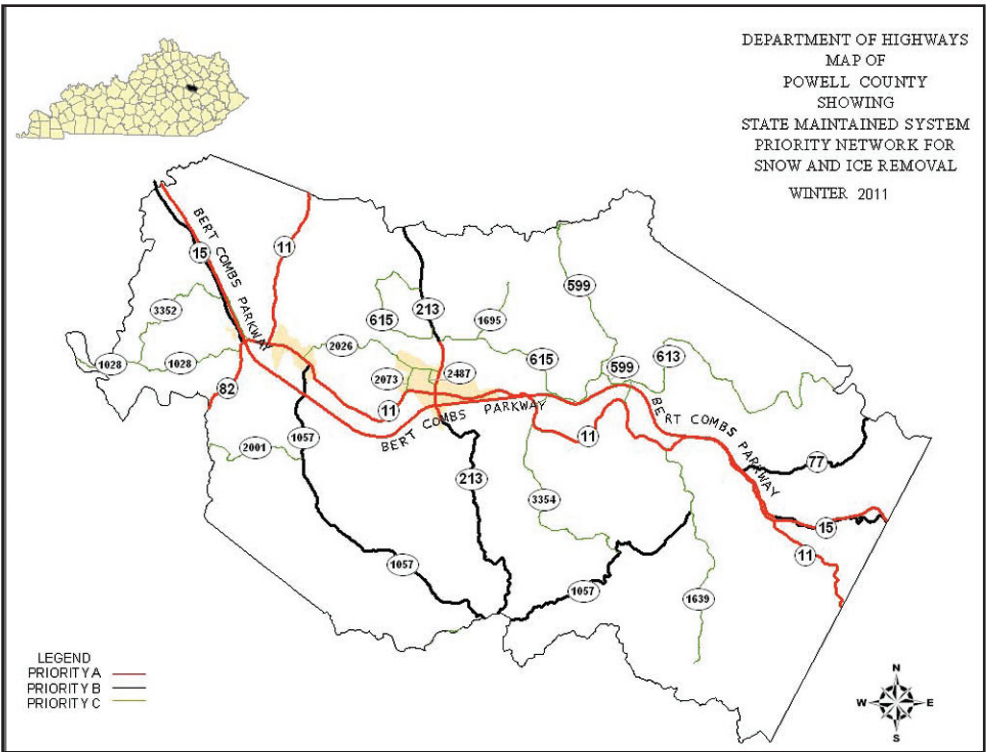 DEPARTMENT OF HIGHWAYS
MAP OF
POWELL COUNTY
SHOWING
STATE MAINTAINED SYSTEM
PRIORITY NETWORK FOR
SNOW AND ICE REMOVAL
WINTER 2011
BERT COMBS PARKWAY
15
11
3352
1028
1028
82
2001
1057
1057
2026
2073
615
213
2487
1695
599
615
599
613
11
BERT COMBS PARKWAY
213
11
3354
1057
BERT COMBS PARKWAY
77
15
11
1639
LEGEND
PRIORITY A
PRIORITY B
PRIORITY C
N
W
E
S